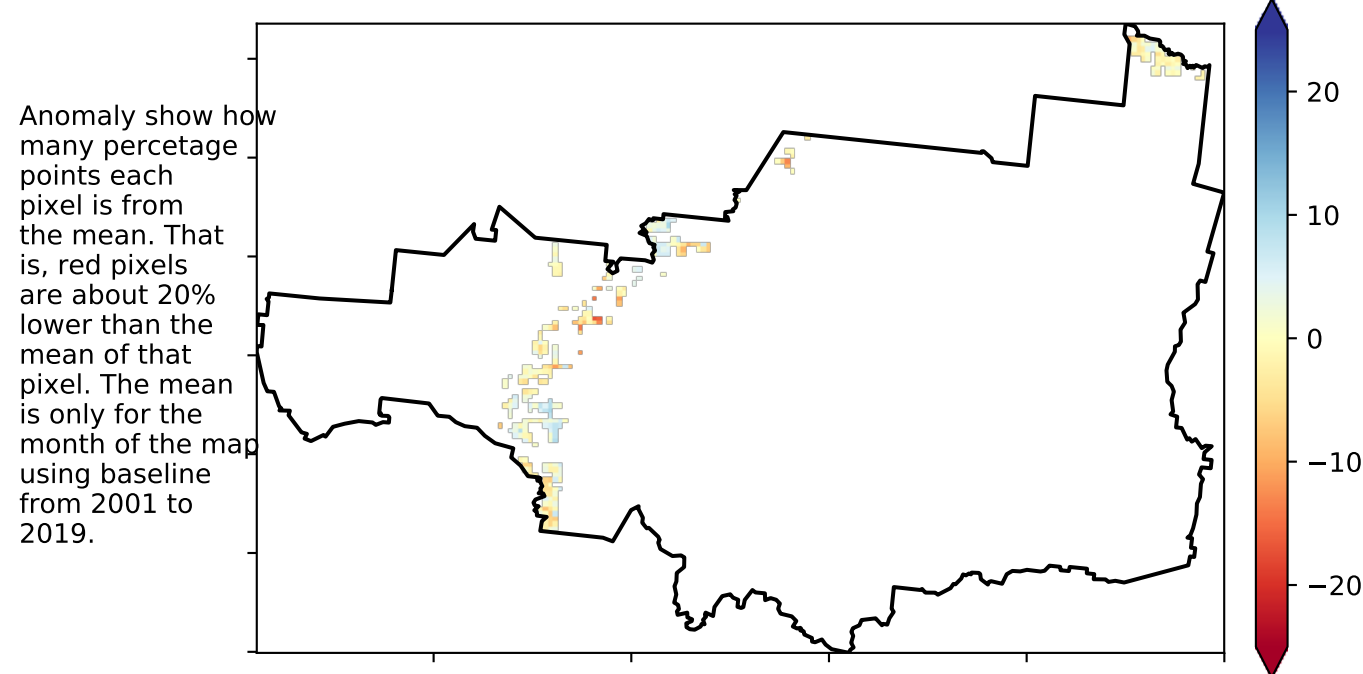 Anomaly show how
many percetage
points each
pixel is from
the mean. That
is, red pixels
are about 20%
lower than the
mean of that
pixel. The mean
is only for the
month of the map
using baseline
from 2001 to
2019.
20
10
0
−10
−20